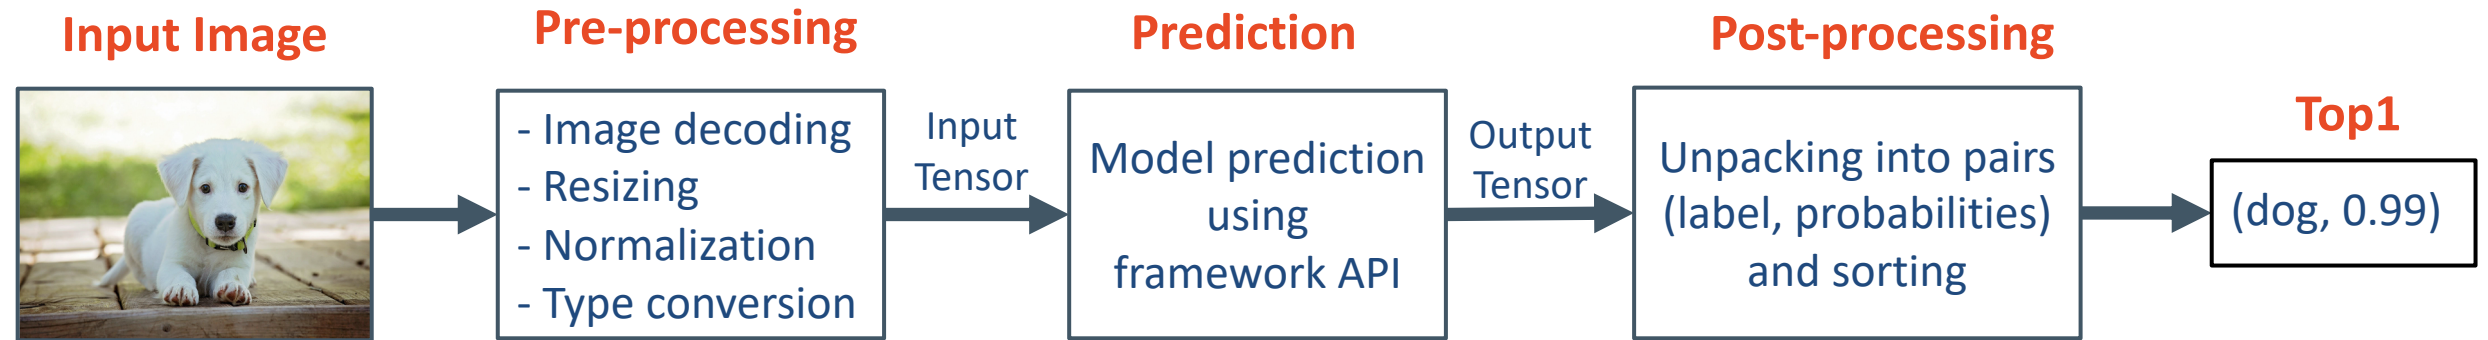 Input Image
Pre-processing
- Image decoding
- Resizing
- Normalization
- Type conversion
Input
Tensor
Prediction
Model prediction
using
framework API
Output
Tensor
Post-processing
Unpacking into pairs
(label, probabilities)
and sorting
Top1
(dog, 0.99)